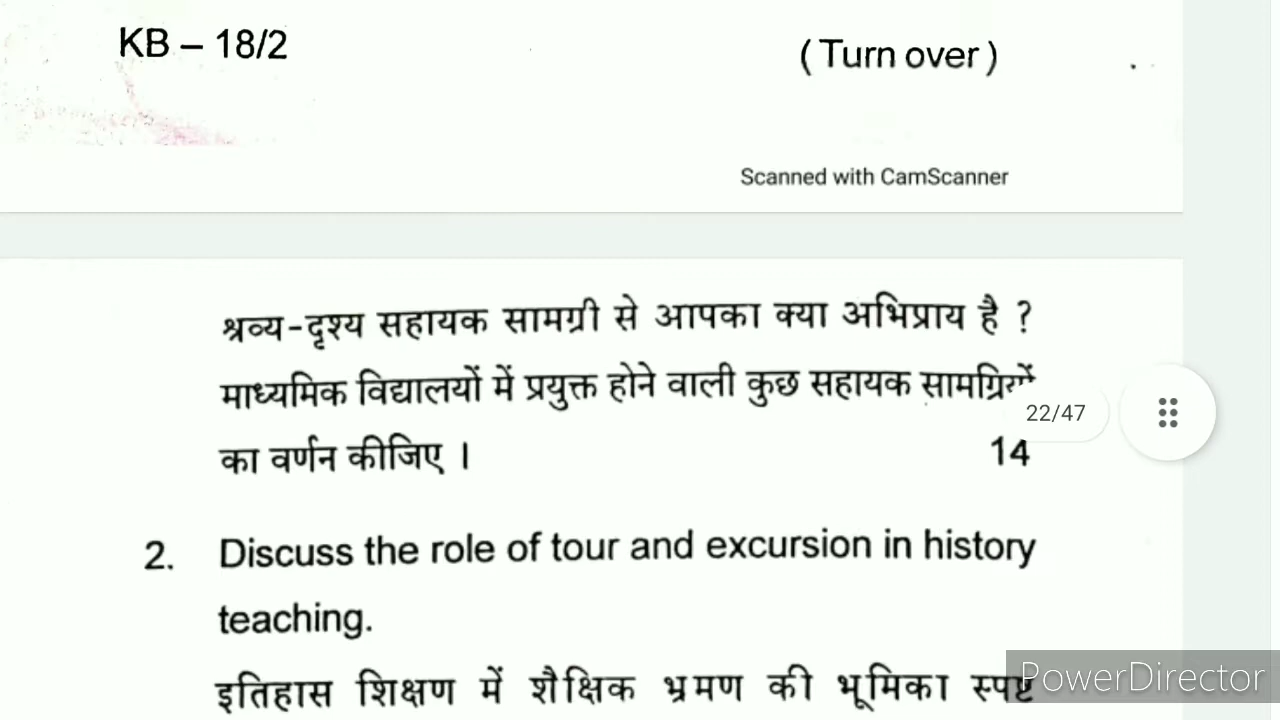 KB – 18/2
( Turn over )
Scanned with CamScanner
श्रव्य-दृश्य सहायक सामग्री से आपका क्या अभिप्राय है ?
माध्यमिक विद्यालयों में प्रयुक्त होने वाली कुछ सहायक सामग्रियों
22/47
का वर्णन कीजिए ।
14
2. Discuss the role of tour and excursion in history
teaching.
इतिहास शिक्षण में शैक्षिक भ्रमण की भूमिका स्पष्ट
PowerDirector